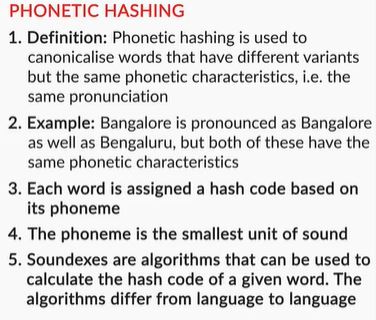 PHONETIC HASHING
1. Definition: Phonetic hashing is used to
canonicalise words that have different variants
but the same phonetic characteristics, i.e. the
same pronunciation
2. Example: Bangalore is pronounced as Bangalore
as well as Bengaluru, but both of these have the
same phonetic characteristics
3. Each word is assigned a hash code based on
its phoneme
4. The phoneme is the smallest unit of sound
5. Soundexes are algorithms that can be used to
calculate the hash code of a given word. The
algorithms differ from language to language